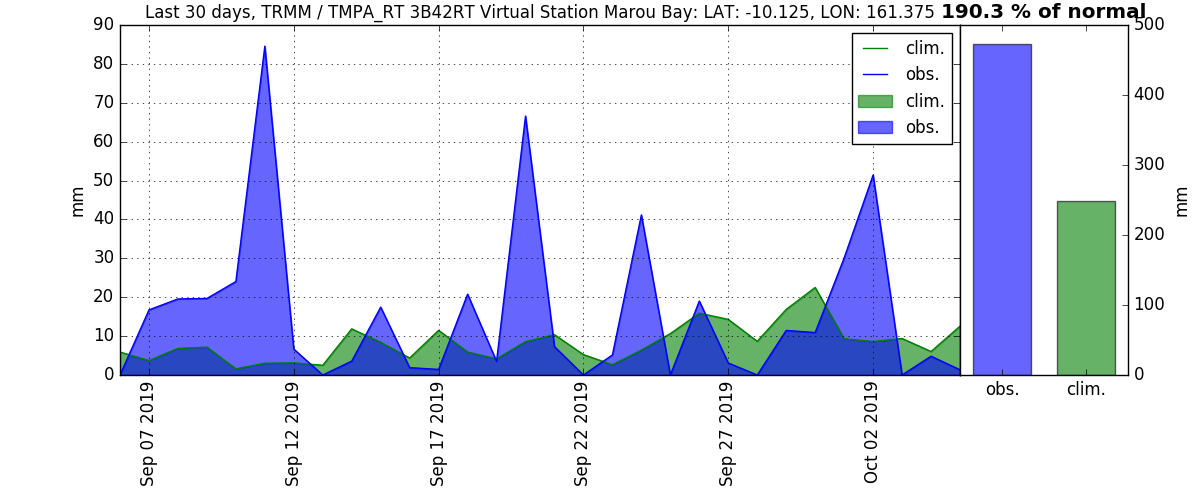 Last 30 days, TRMM / TMPA_RT 3B42RT Virtual Station Marou Bay: LAT: -10.125, LON: 161.375 190.3 % of normal
90
80
70
60
50
40
30
20
10
0
mm
clim.
obs.
clim.
obs.
Sep 07 2019
Sep 12 2019
Sep 17 2019
Sep 22 2019
Sep 27 2019
Oct 02 2019
500
400
300
200
100
0
mm
obs.
clim.